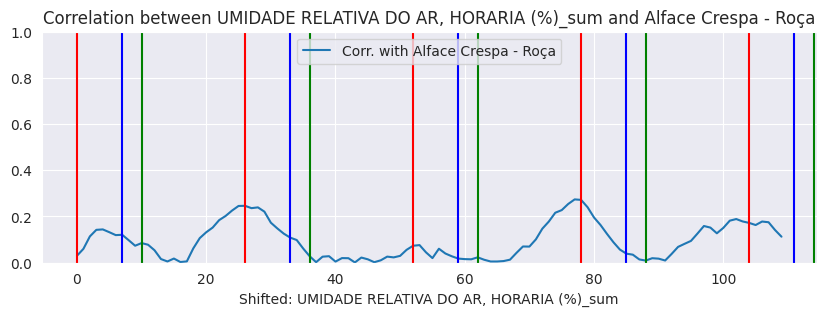 Correlation between UMIDADE RELATIVA DO AR, HORARIA (%)_sum and Alface Crespa - Roça
1.0
Corr. with Alface Crespa - Roça
0.8
0.6
0.4
0.2
0.0
0 20 40 60 80 100
Shifted: UMIDADE RELATIVA DO AR, HORARIA (%)_sum